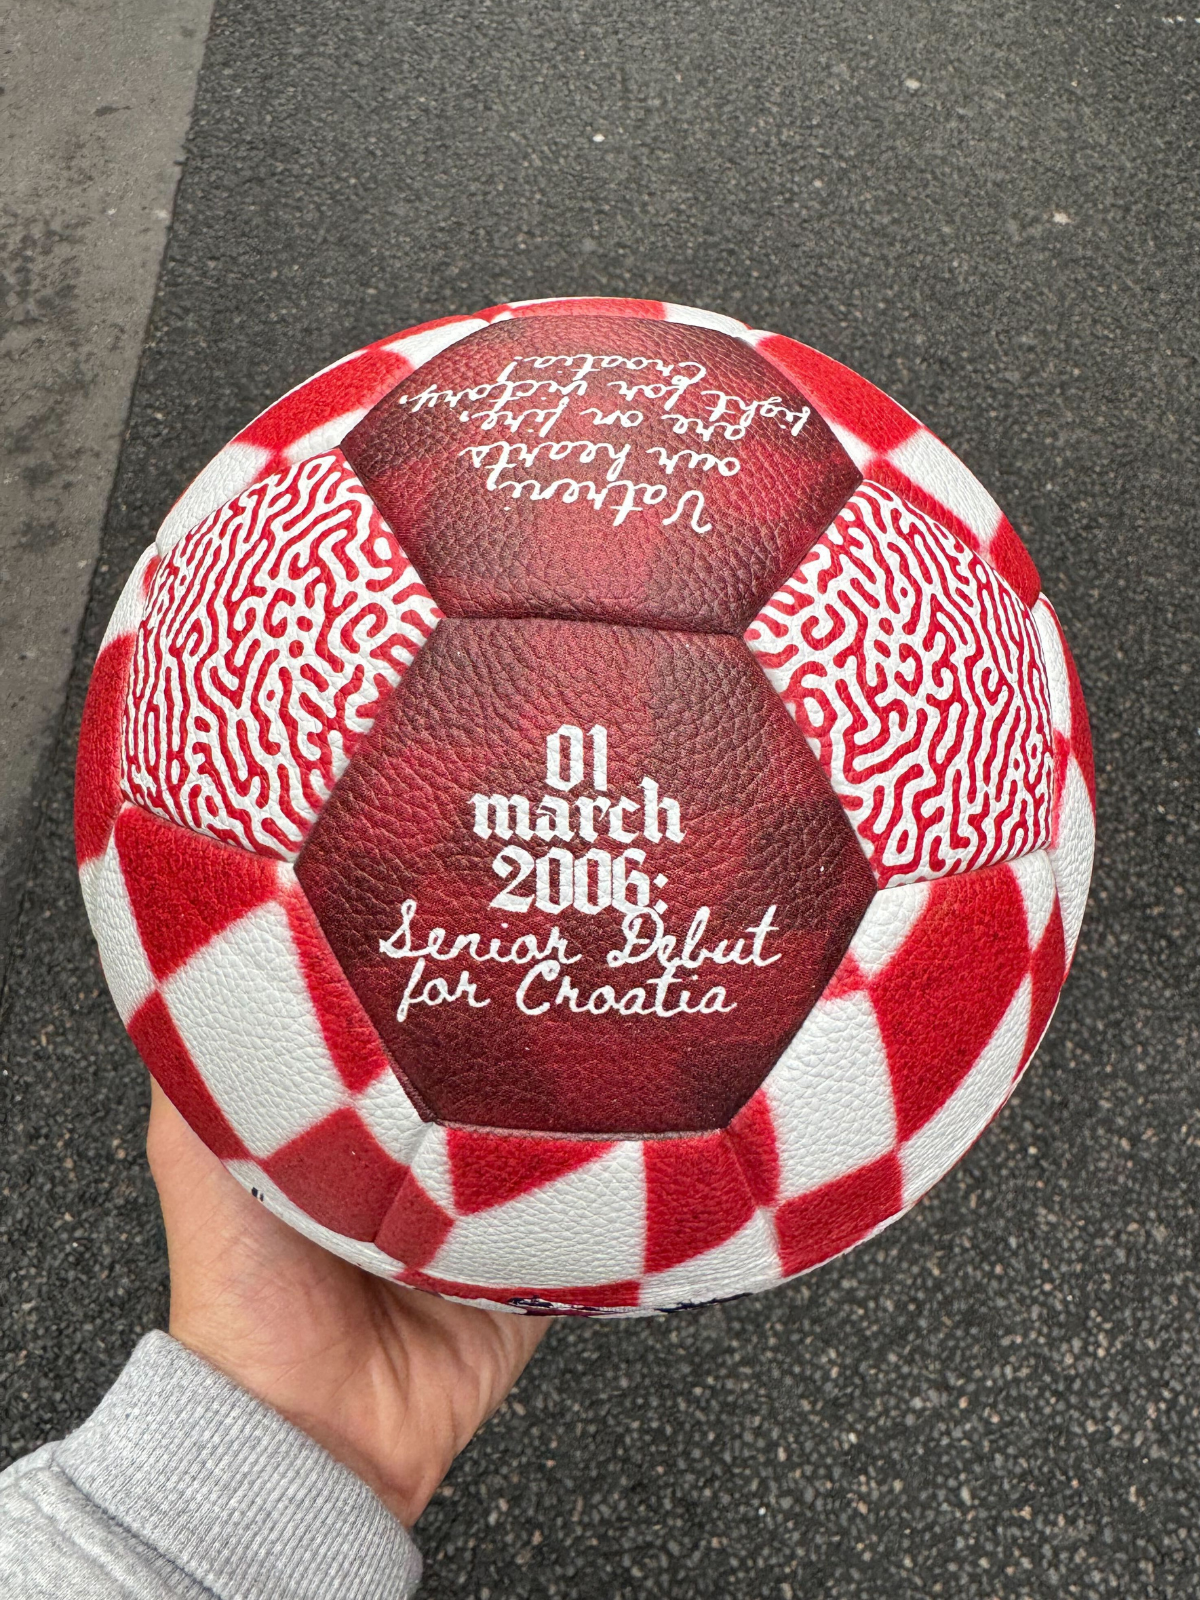 Vatreni,
our hearts
are on fire,
fight for victory,
Croatia!
01
march
2006:
Senior Debut
for Croatia